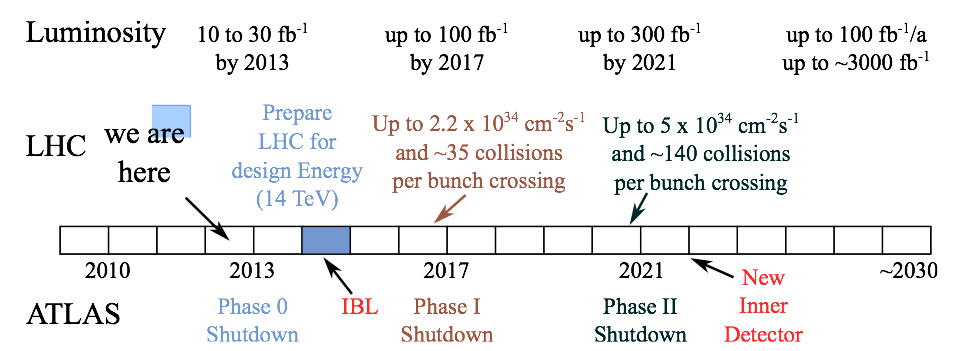 Luminosity
10 to 30 fb⁻¹
by 2013
up to 100 fb⁻¹
by 2017
up to 300 fb⁻¹
by 2021
up to 100 fb⁻¹/a
up to ~3000 fb⁻¹
LHC
we are
here
Prepare
LHC for
design Energy
(14 TeV)
Up to 2.2 x 10³⁴ cm⁻²s⁻¹
and ~35 collisions
per bunch crossing
Up to 5 x 10³⁴ cm⁻²s⁻¹
and ~140 collisions
per bunch crossing
2010
2013
2017
2021
~2030
ATLAS
Phase 0
Shutdown
IBL
Phase I
Shutdown
Phase II
Shutdown
New
Inner
Detector